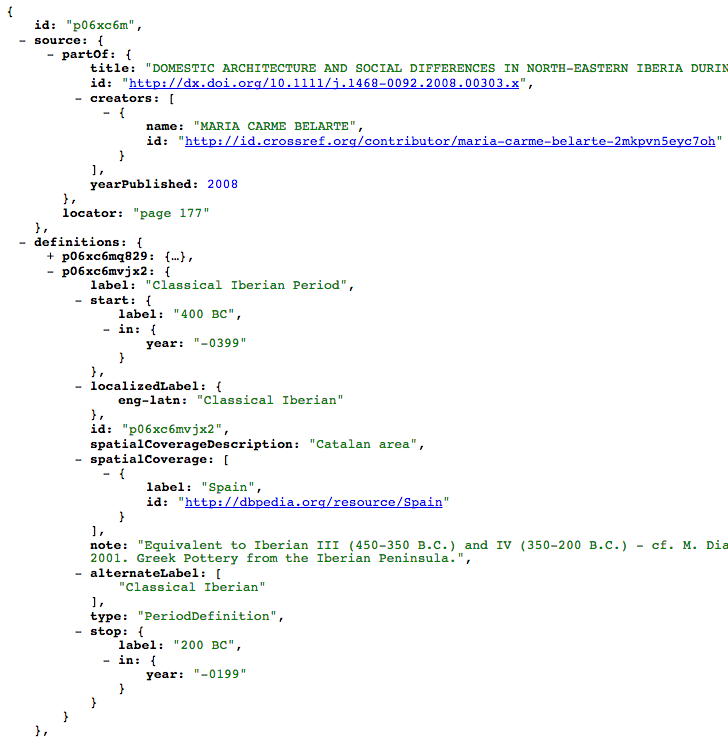 {
id: "p06xc6m",
- source: {
- partOf: {
title: "DOMESTIC ARCHITECTURE AND SOCIAL DIFFERENCES IN NORTH-EASTERN IBERIA DURIN
id: "http://dx.doi.org/10.1111/j.1468-0092.2008.00303.x",
- creators: [
- {
name: "MARIA CARME BELARTE",
id: "http://id.crossref.org/contributor/maria-carme-belarte-2mkpvn5eyc7oh"
}
],
yearPublished: 2008
},
locator: "page 177"
},
- definitions: {
+ p06xc6mq829: {…},
- p06xc6mvjx2: {
label: "Classical Iberian Period",
- start: {
label: "400 BC",
- in: {
year: "-0399"
}
},
- localizedLabel: {
eng-latn: "Classical Iberian"
},
id: "p06xc6mvjx2",
spatialCoverageDescription: "Catalan area",
- spatialCoverage: [
- {
label: "Spain",
id: "http://dbpedia.org/resource/Spain"
}
],
note: "Equivalent to Iberian III (450-350 B.C.) and IV (350-200 B.C.) - cf. M. Dia
2001. Greek Pottery from the Iberian Peninsula.",
- alternateLabel: [
"Classical Iberian"
],
type: "PeriodDefinition",
- stop: {
label: "200 BC",
- in: {
year: "-0199"
}
}
}
},